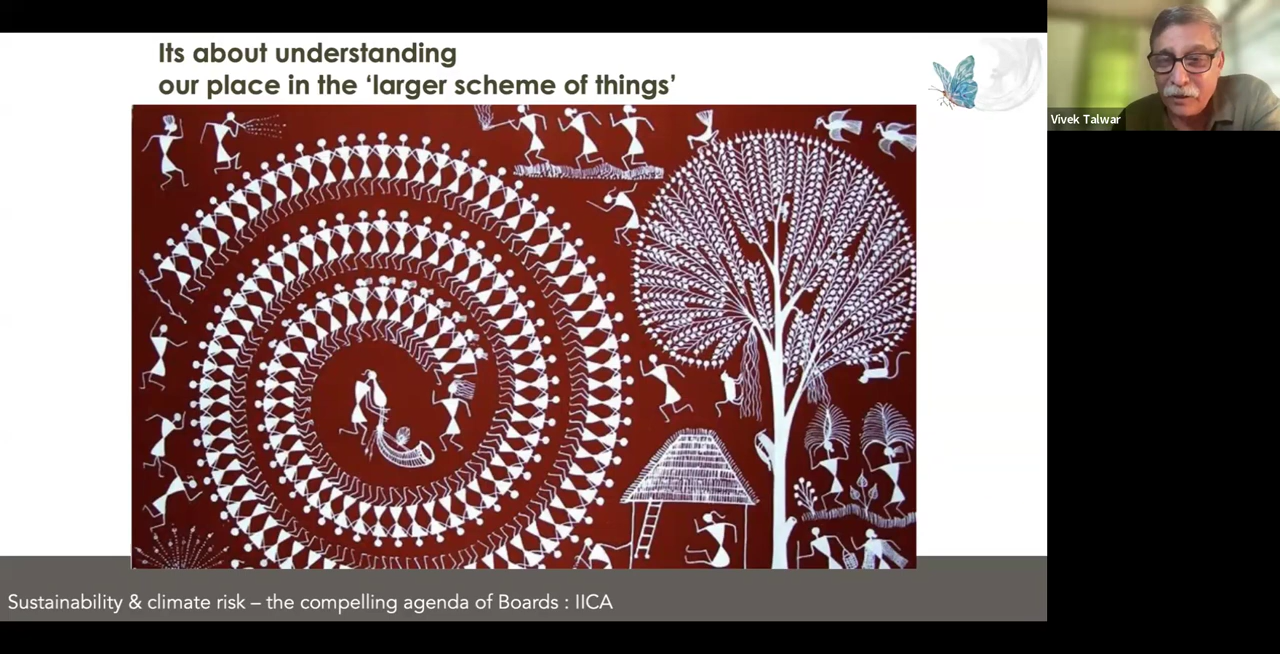 Its about understanding
our place in the ‘larger scheme of things’
Vivek Talwar
Sustainability & climate risk – the compelling agenda of Boards : IICA